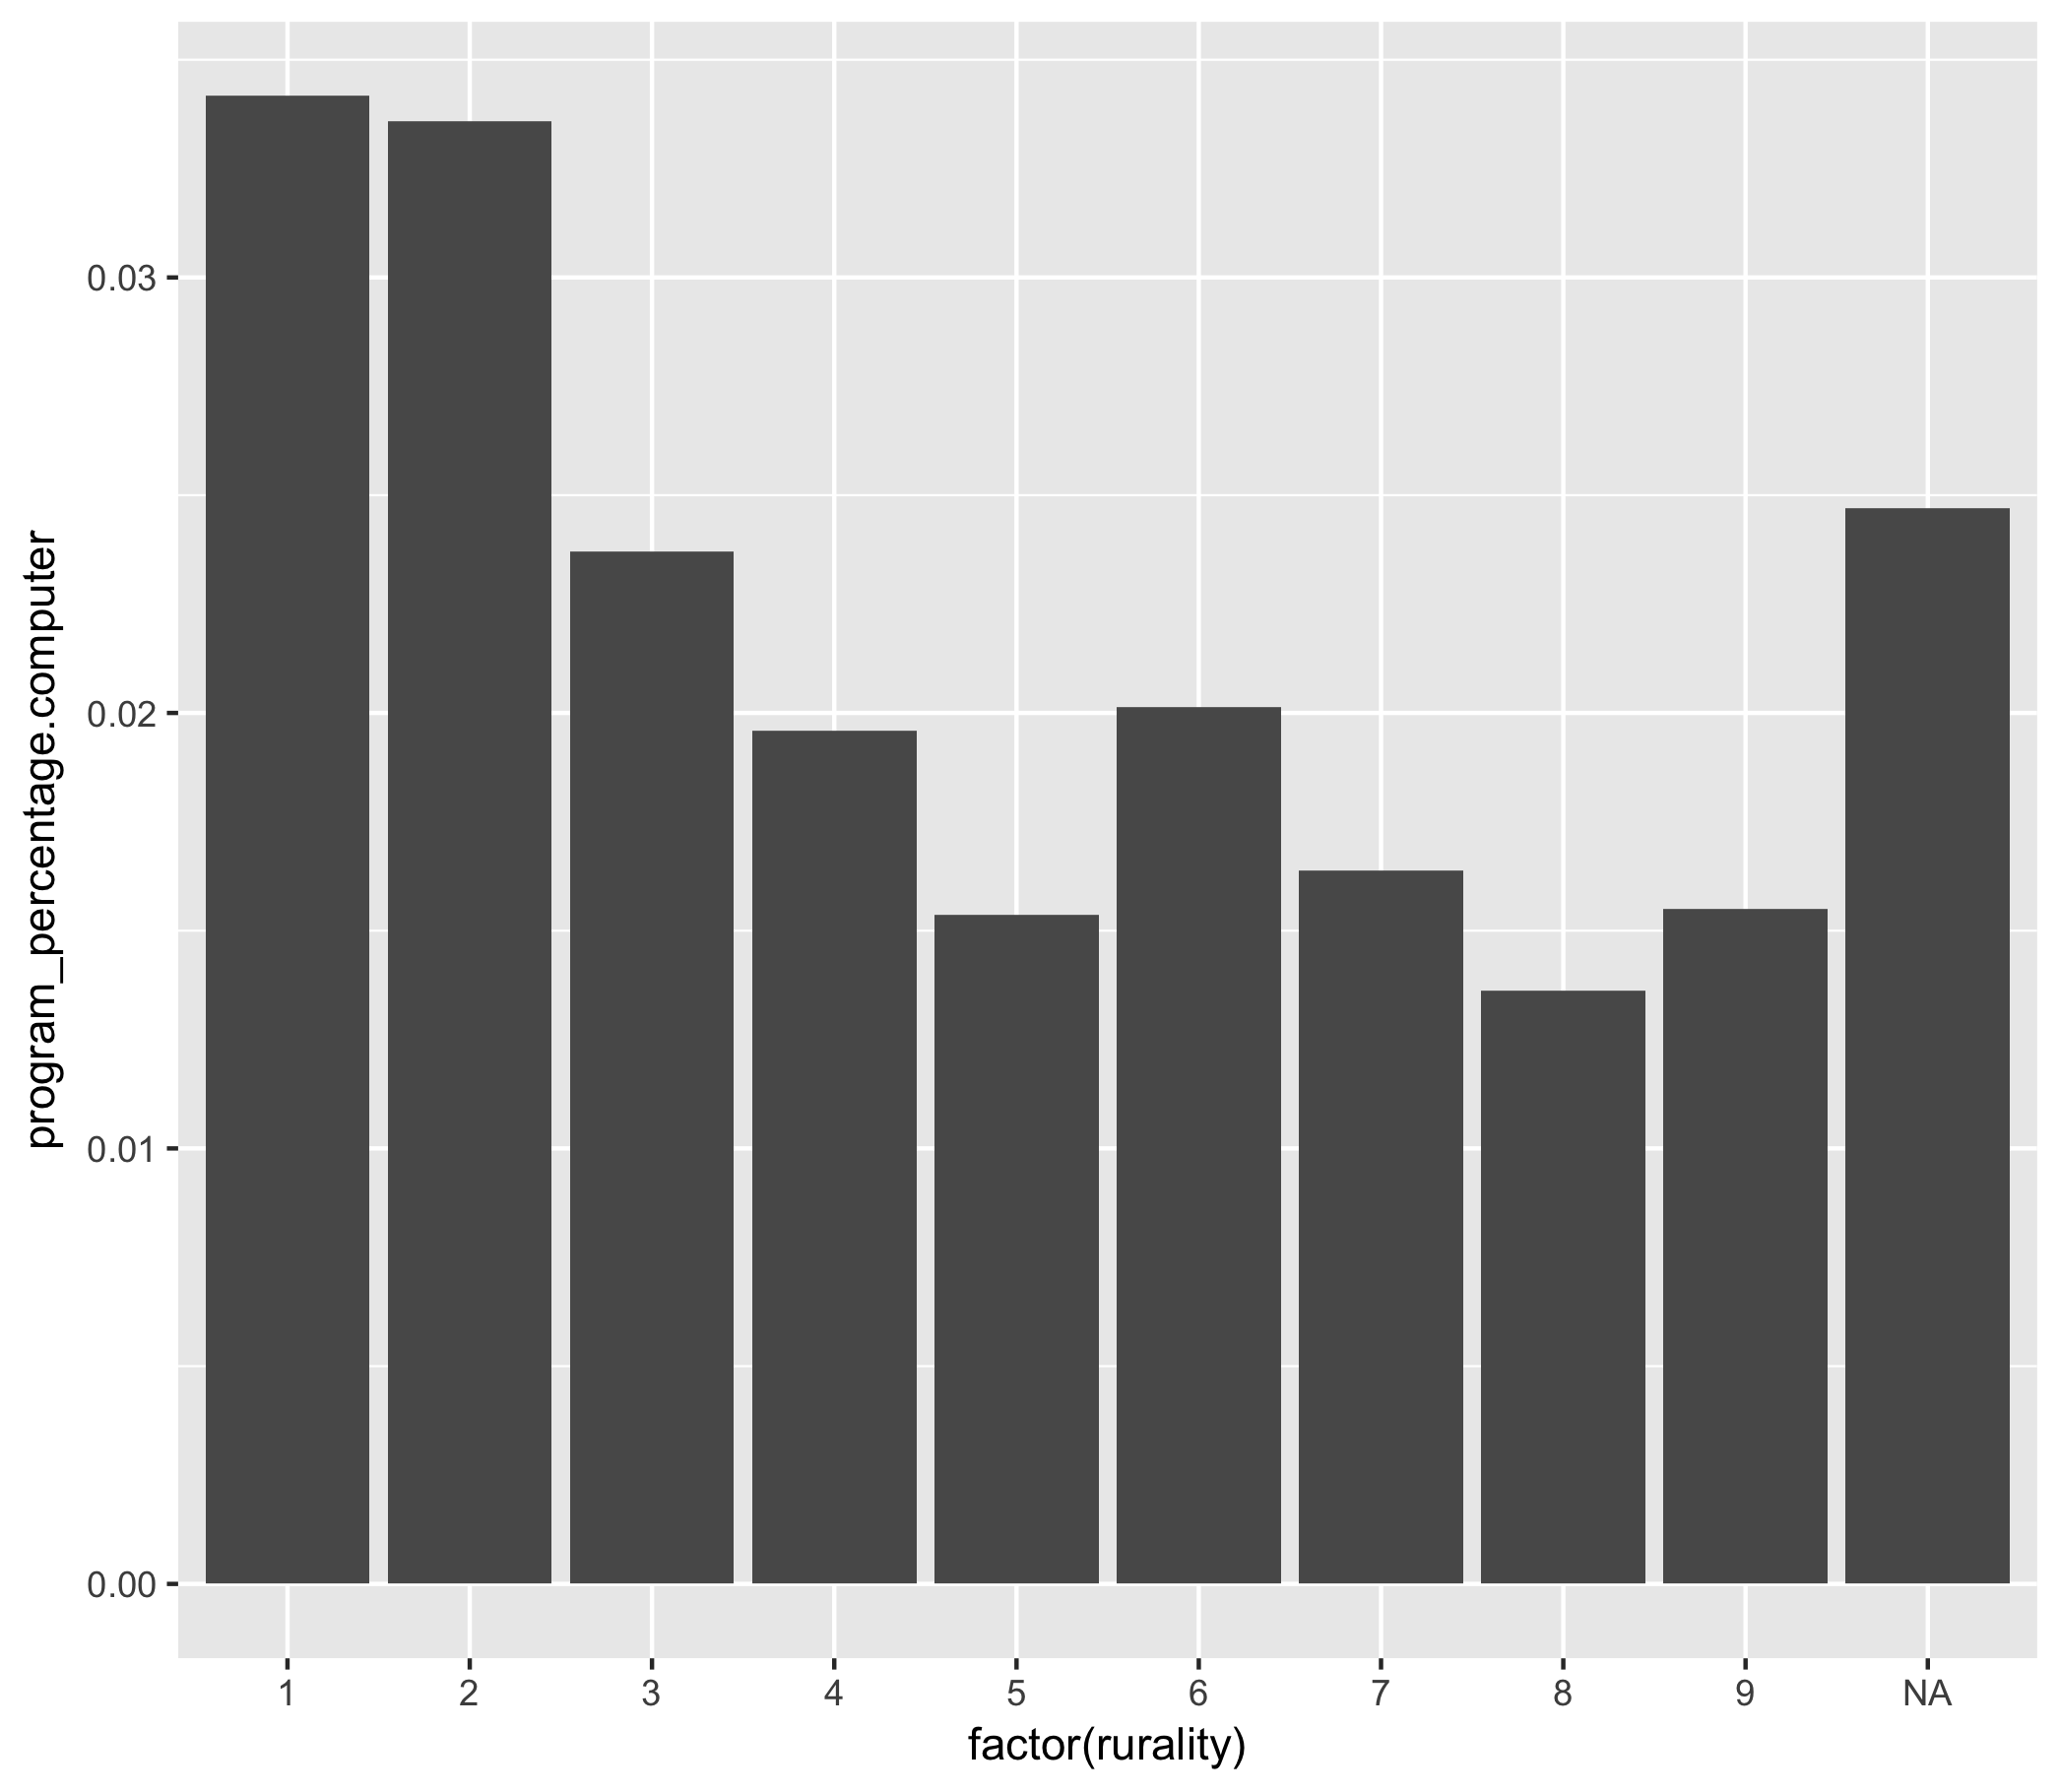 program_percentage.computer
0.03
0.02
0.01
0.00
1 2 3 4 5 6 7 8 9 NA
factor(rurality)